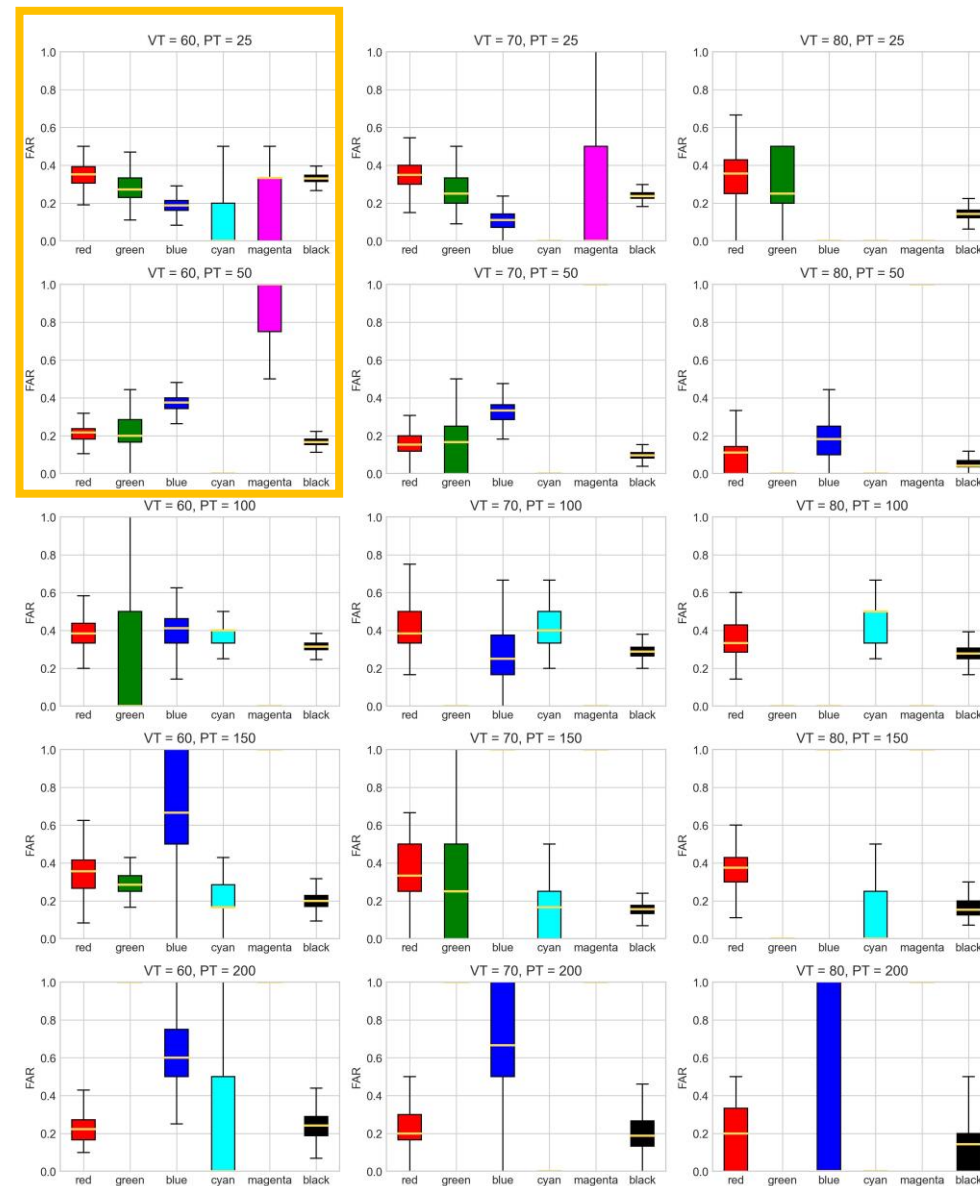 VT = 60, PT = 25 VT = 70, PT = 25 VT = 80, PT = 25
1.0 1.0 1.0
0.8 0.8 0.8
0.6 0.6 0.6
FAR FAR FAR
0.4 0.4 0.4
0.2 0.2 0.2
0.0 0.0 0.0
red green blue cyan magenta black red green blue cyan magenta black red green blue cyan magenta black
VT = 60, PT = 50 VT = 70, PT = 50 VT = 80, PT = 50
1.0 1.0 1.0
0.8 0.8 0.8
0.6 0.6 0.6
FAR FAR FAR
0.4 0.4 0.4
0.2 0.2 0.2
0.0 0.0 0.0
red green blue cyan magenta black red green blue cyan magenta black red green blue cyan magenta black
VT = 60, PT = 100 VT = 70, PT = 100 VT = 80, PT = 100
1.0 1.0 1.0
0.8 0.8 0.8
0.6 0.6 0.6
FAR FAR FAR
0.4 0.4 0.4
0.2 0.2 0.2
0.0 0.0 0.0
red green blue cyan magenta black red green blue cyan magenta black red green blue cyan magenta black
VT = 60, PT = 150 VT = 70, PT = 150 VT = 80, PT = 150
1.0 1.0 1.0
0.8 0.8 0.8
0.6 0.6 0.6
FAR FAR FAR
0.4 0.4 0.4
0.2 0.2 0.2
0.0 0.0 0.0
red green blue cyan magenta black red green blue cyan magenta black red green blue cyan magenta black
VT = 60, PT = 200 VT = 70, PT = 200 VT = 80, PT = 200
1.0 1.0 1.0
0.8 0.8 0.8
0.6 0.6 0.6
FAR FAR FAR
0.4 0.4 0.4
0.2 0.2 0.2
0.0 0.0 0.0
red green blue cyan magenta black red green blue cyan magenta black red green blue cyan magenta black